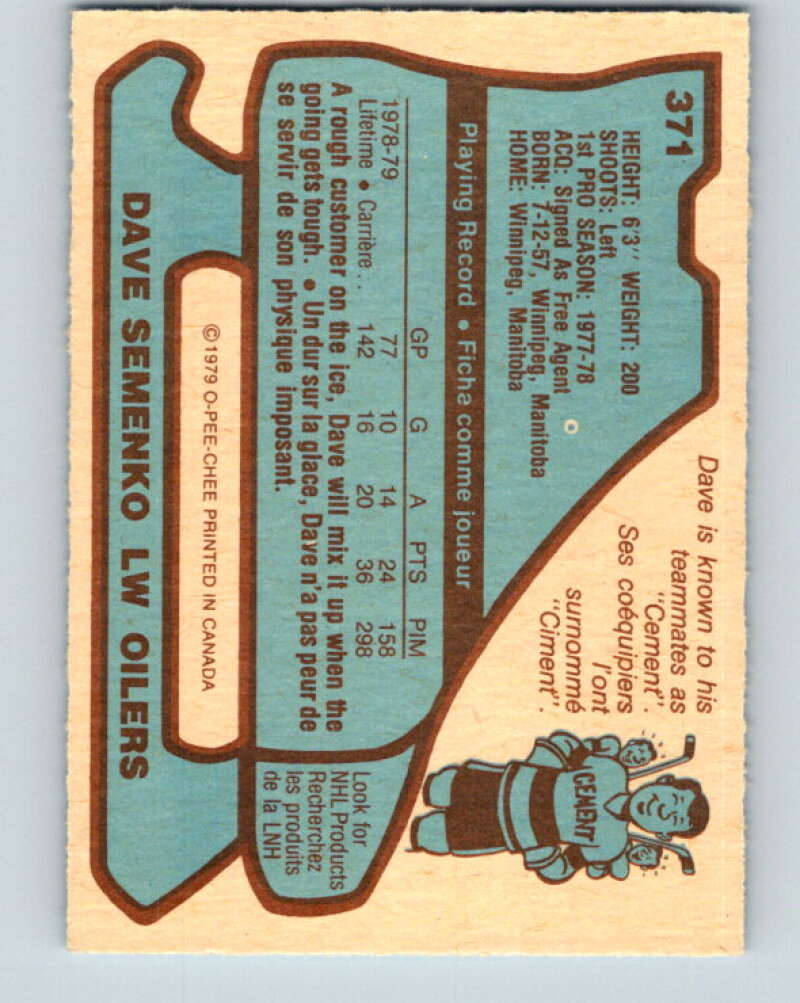 371
HEIGHT: 6'3" WEIGHT: 200
SHOOTS: Left
1st PRO SEASON: 1977-78
ACQ: Signed As Free Agent
BORN: 7-12-57, Winnipeg, Manitoba
HOME: Winnipeg, Manitoba
Dave is known to his
teammates as
"Cement".
Ses coéquipiers
l'ont
surnommé
"Ciment".
CEMENT
Playing Record • Ficha comme joueur
GP G A PTS PIM
1978-79 77 10 14 24 158
Lifetime • Carrière . . 142 16 20 36 298
A rough customer on the ice, Dave will mix it up when the
going gets tough. • Un dur sur la glace, Dave n'a pas peur de
se servir de son physique imposant.
Look for
NHL Products
Recherchez
les produits
de la LNH
©1979 O-PEE-CHEE PRINTED IN CANADA
DAVE SEMENKO LW OILERS